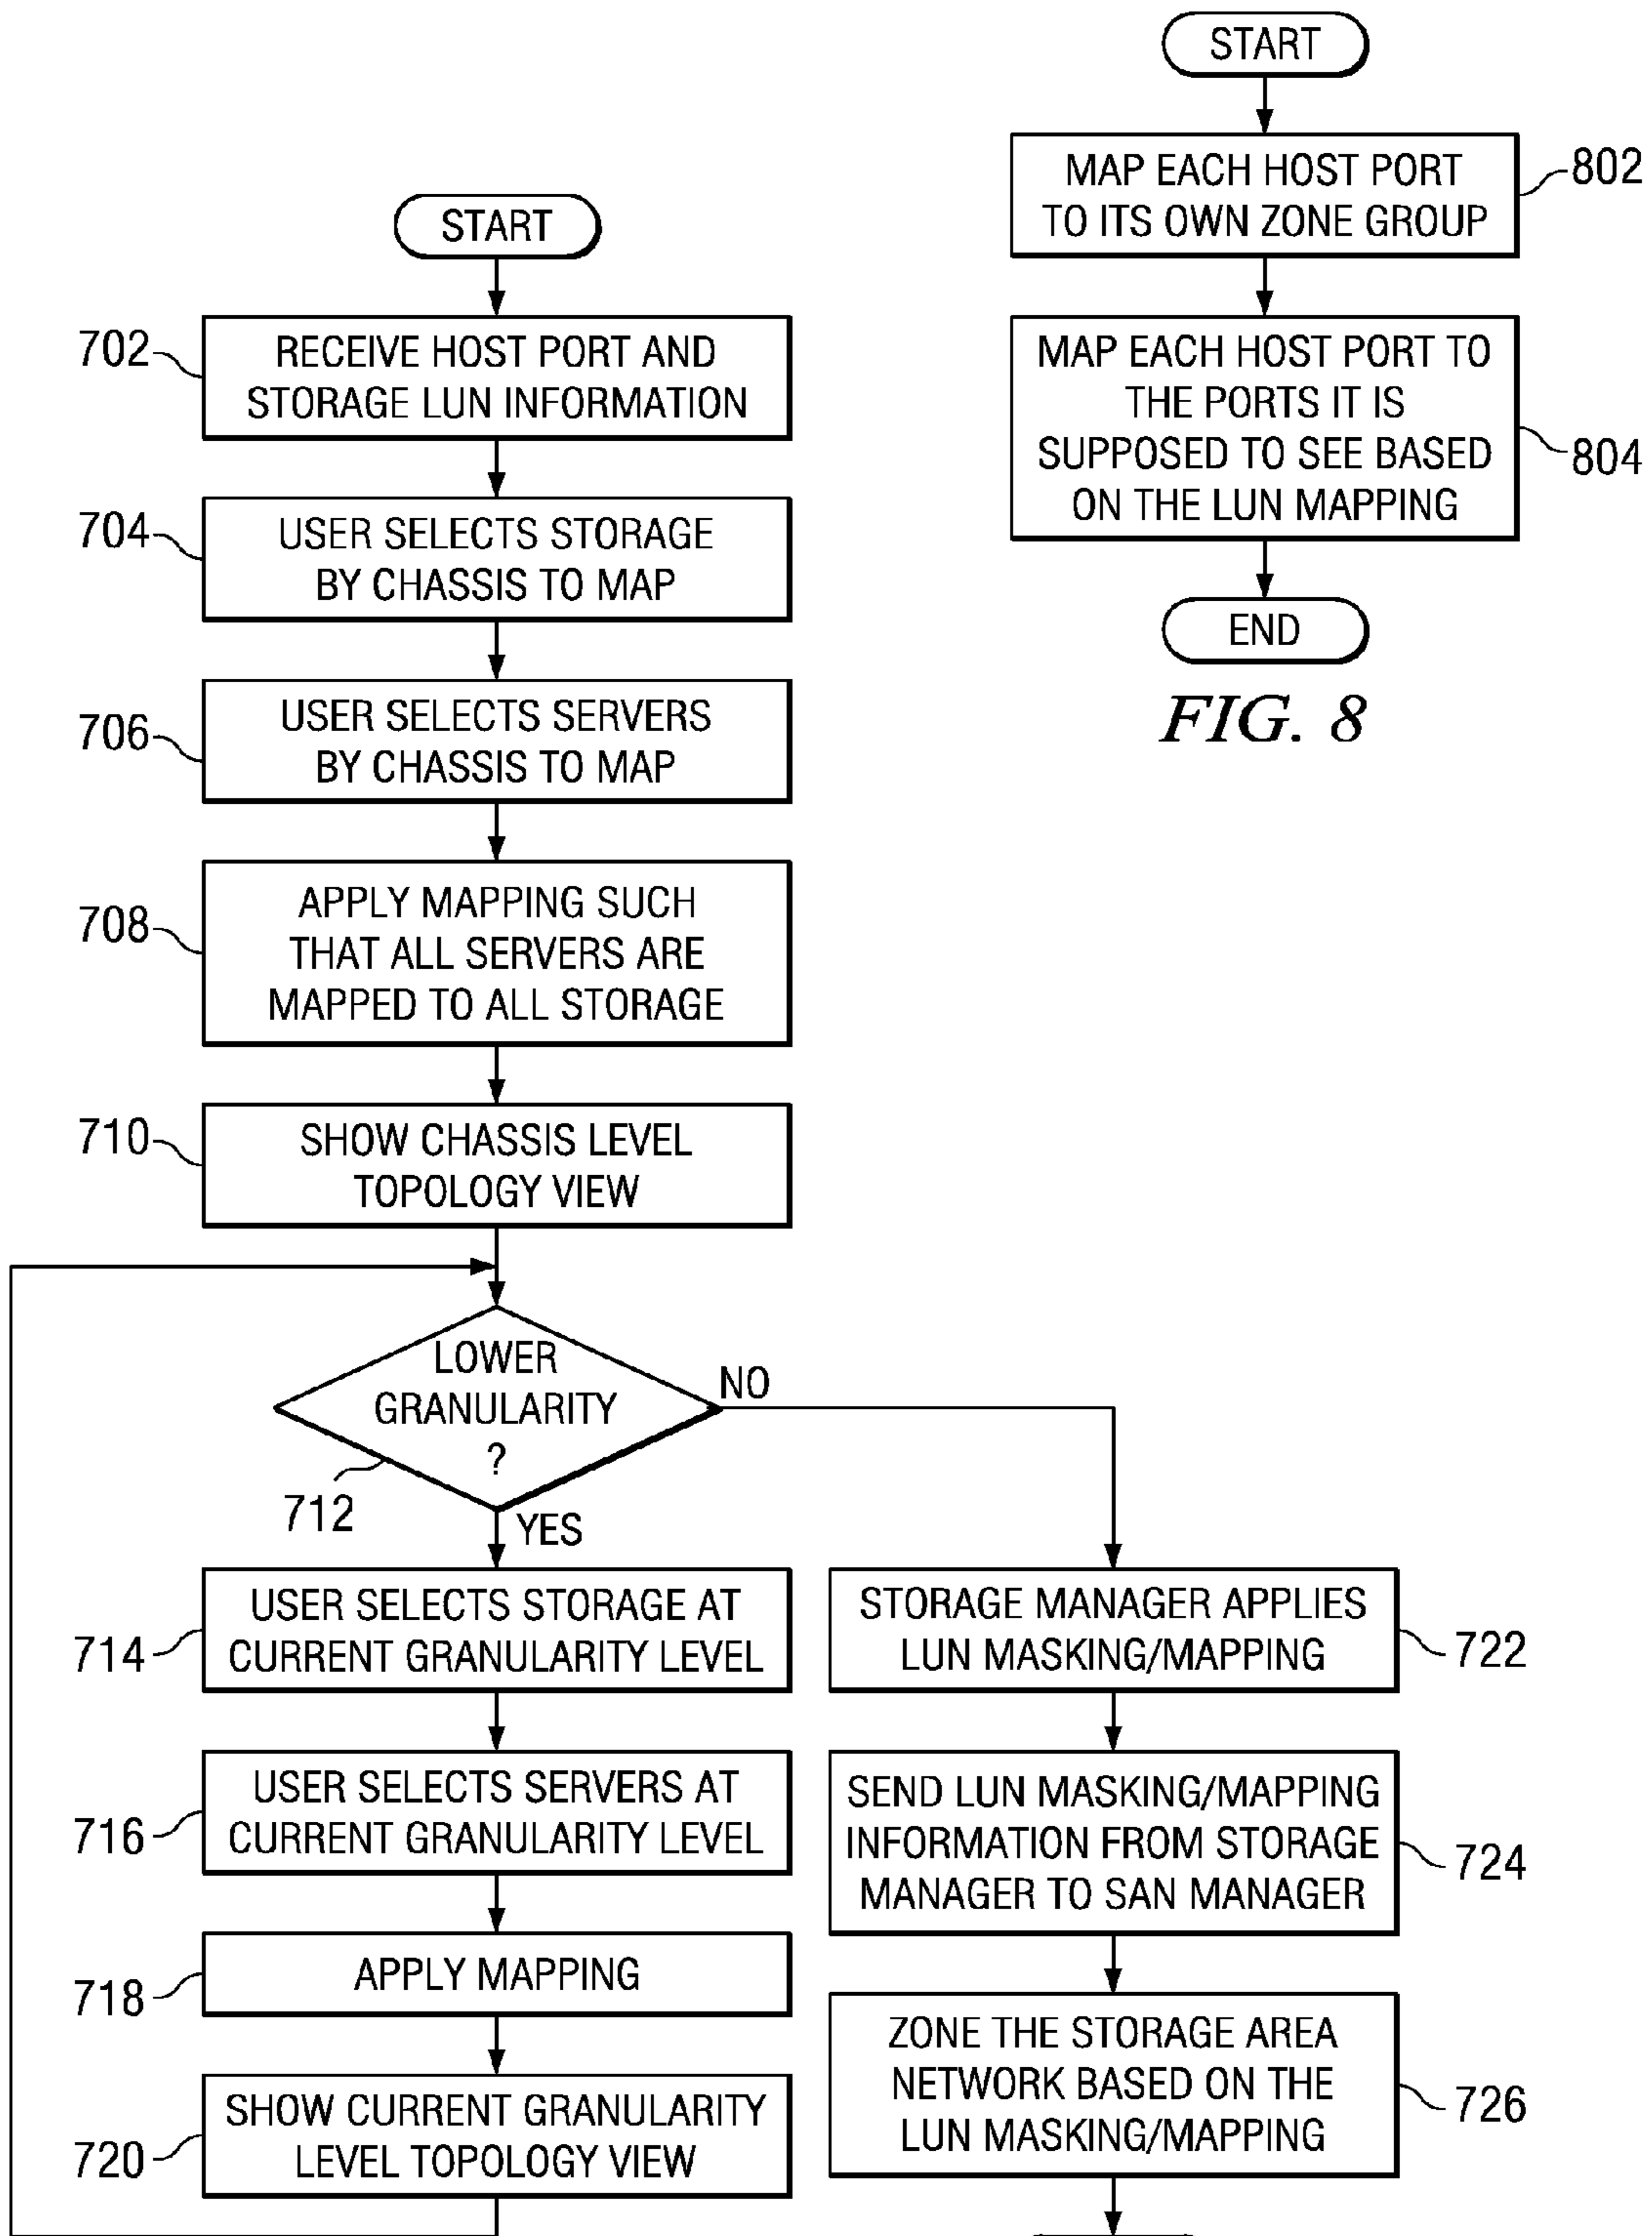 START
702
RECEIVE HOST PORT AND
STORAGE LUN INFORMATION
704
USER SELECTS STORAGE
BY CHASSIS TO MAP
706
USER SELECTS SERVERS
BY CHASSIS TO MAP
708
APPLY MAPPING SUCH
THAT ALL SERVERS ARE
MAPPED TO ALL STORAGE
710
SHOW CHASSIS LEVEL
TOPOLOGY VIEW
LOWER
GRANULARITY
?
712
NO
YES
714
USER SELECTS STORAGE AT
CURRENT GRANULARITY LEVEL
716
USER SELECTS SERVERS AT
CURRENT GRANULARITY LEVEL
718
APPLY MAPPING
720
SHOW CURRENT GRANULARITY
LEVEL TOPOLOGY VIEW
STORAGE MANAGER APPLIES
LUN MASKING/MAPPING
722
SEND LUN MASKING/MAPPING
INFORMATION FROM STORAGE
MANAGER TO SAN MANAGER
724
ZONE THE STORAGE AREA
NETWORK BASED ON THE
LUN MASKING/MAPPING
726
START
MAP EACH HOST PORT
TO ITS OWN ZONE GROUP
802
MAP EACH HOST PORT TO
THE PORTS IT IS
SUPPOSED TO SEE BASED
ON THE LUN MAPPING
804
END
FIG. 8